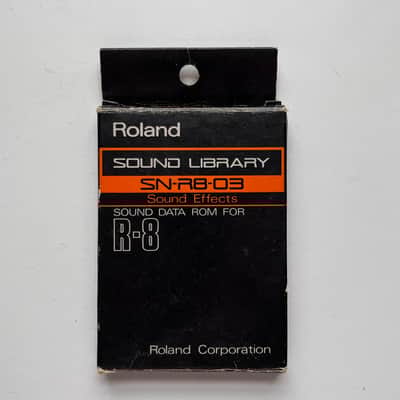 Roland
SOUND LIBRARY
SN-R8-03
Sound Effects
SOUND DATA ROM FOR
R-8
Roland Corporation